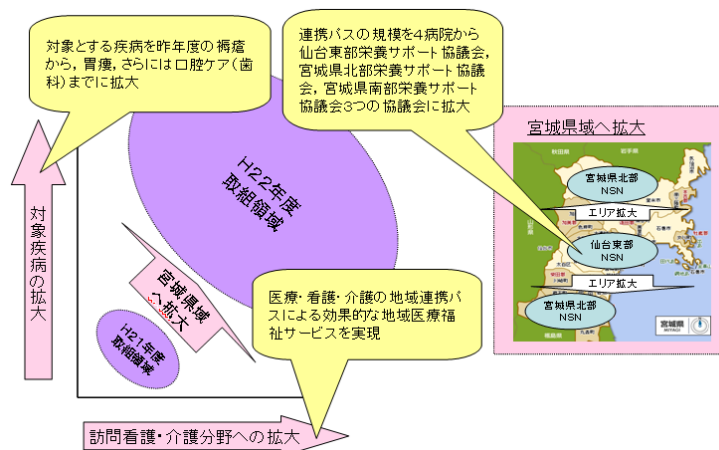 対象とする疾病を昨年度の褥瘡
から，胃瘻，さらには口腔ケア（歯
科）までに拡大
連携パスの規模を4病院から
仙台東部栄養サポート協議会，
宮城県北部栄養サポート協議
会，宮城県南部栄養サポート
協議会3つの協議会に拡大
宮城県域へ拡大
宮城県北部
NSN
エリア拡大
仙台東部
NSN
エリア拡大
宮城県北部
NSN
宮城県
対象疾病の拡大
H22年度
取組領域
宮城県域
へ拡大
H21年度
取組領域
医療・看護・介護の地域連携パ
スによる効果的な地域医療福
祉サービスを実現
訪問看護・介護分野への拡大